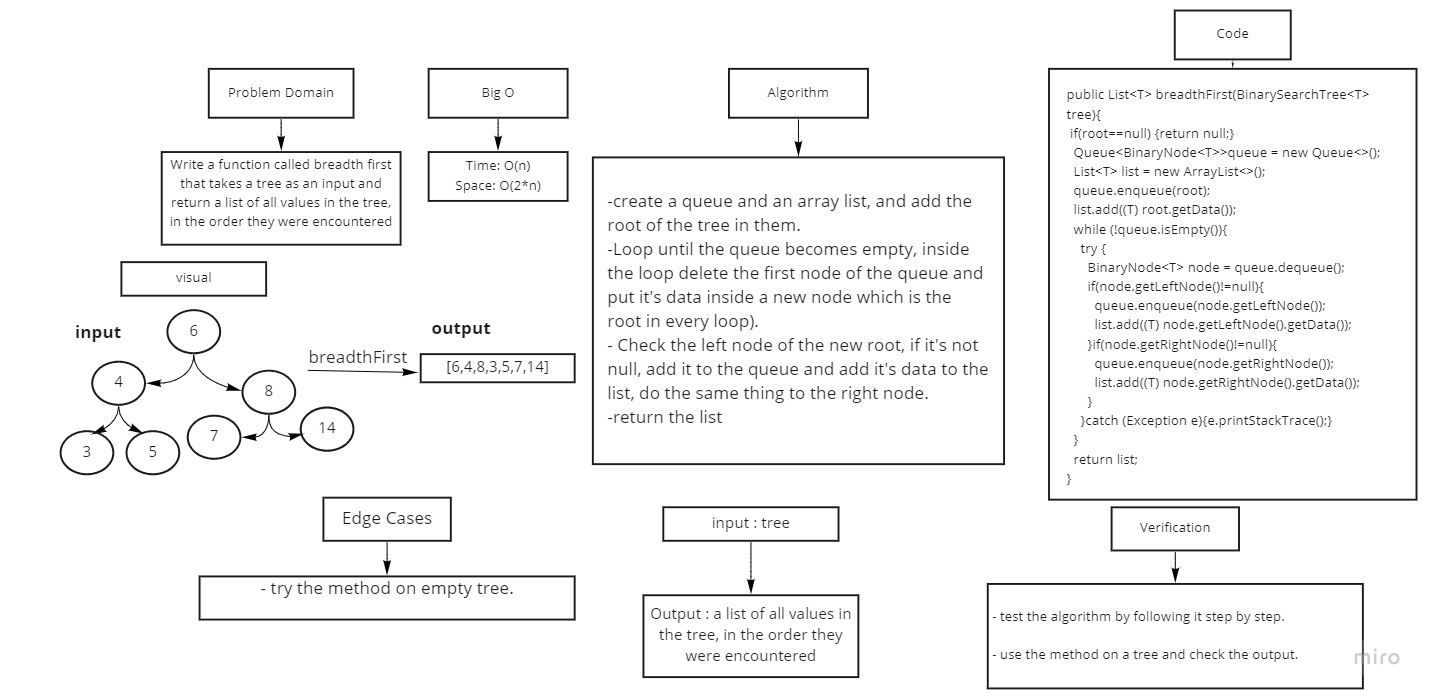 Problem Domain
Write a function called breadth first
that takes a tree as an input and
return a list of all values in the tree,
in the order they were encountered
Big O
Time: O(n)
Space: O(2*n)
visual
input
6
4
8
3
5
7
14
breadthFirst
output
[6,4,8,3,5,7,14]
Algorithm
-create a queue and an array list, and add the
root of the tree in them.
-Loop until the queue becomes empty, inside
the loop delete the first node of the queue and
put it's data inside a new node which is the
root in every loop).
- Check the left node of the new root, if it's not
null, add it to the queue and add it's data to the
list, do the same thing to the right node.
-return the list
Code
public List<T> breadthFirst(BinarySearchTree<T>
tree){
if(root==null) {return null;}
Queue<BinaryNode<T>>queue = new Queue<>();
List<T> list = new ArrayList<>();
queue.enqueue(root);
list.add((T) root.getData());
while (!queue.isEmpty()){
try {
BinaryNode<T> node = queue.dequeue();
if(node.getLeftNode()!=null){
queue.enqueue(node.getLeftNode());
list.add((T) node.getLeftNode().getData());
}if(node.getRightNode()!=null){
queue.enqueue(node.getRightNode());
list.add((T) node.getRightNode().getData());
}
}catch (Exception e){e.printStackTrace();}
}
return list;
}
Edge Cases
- try the method on empty tree.
input : tree
Output : a list of all values in
the tree, in the order they
were encountered
Verification
- test the algorithm by following it step by step.
- use the method on a tree and check the output.
miro